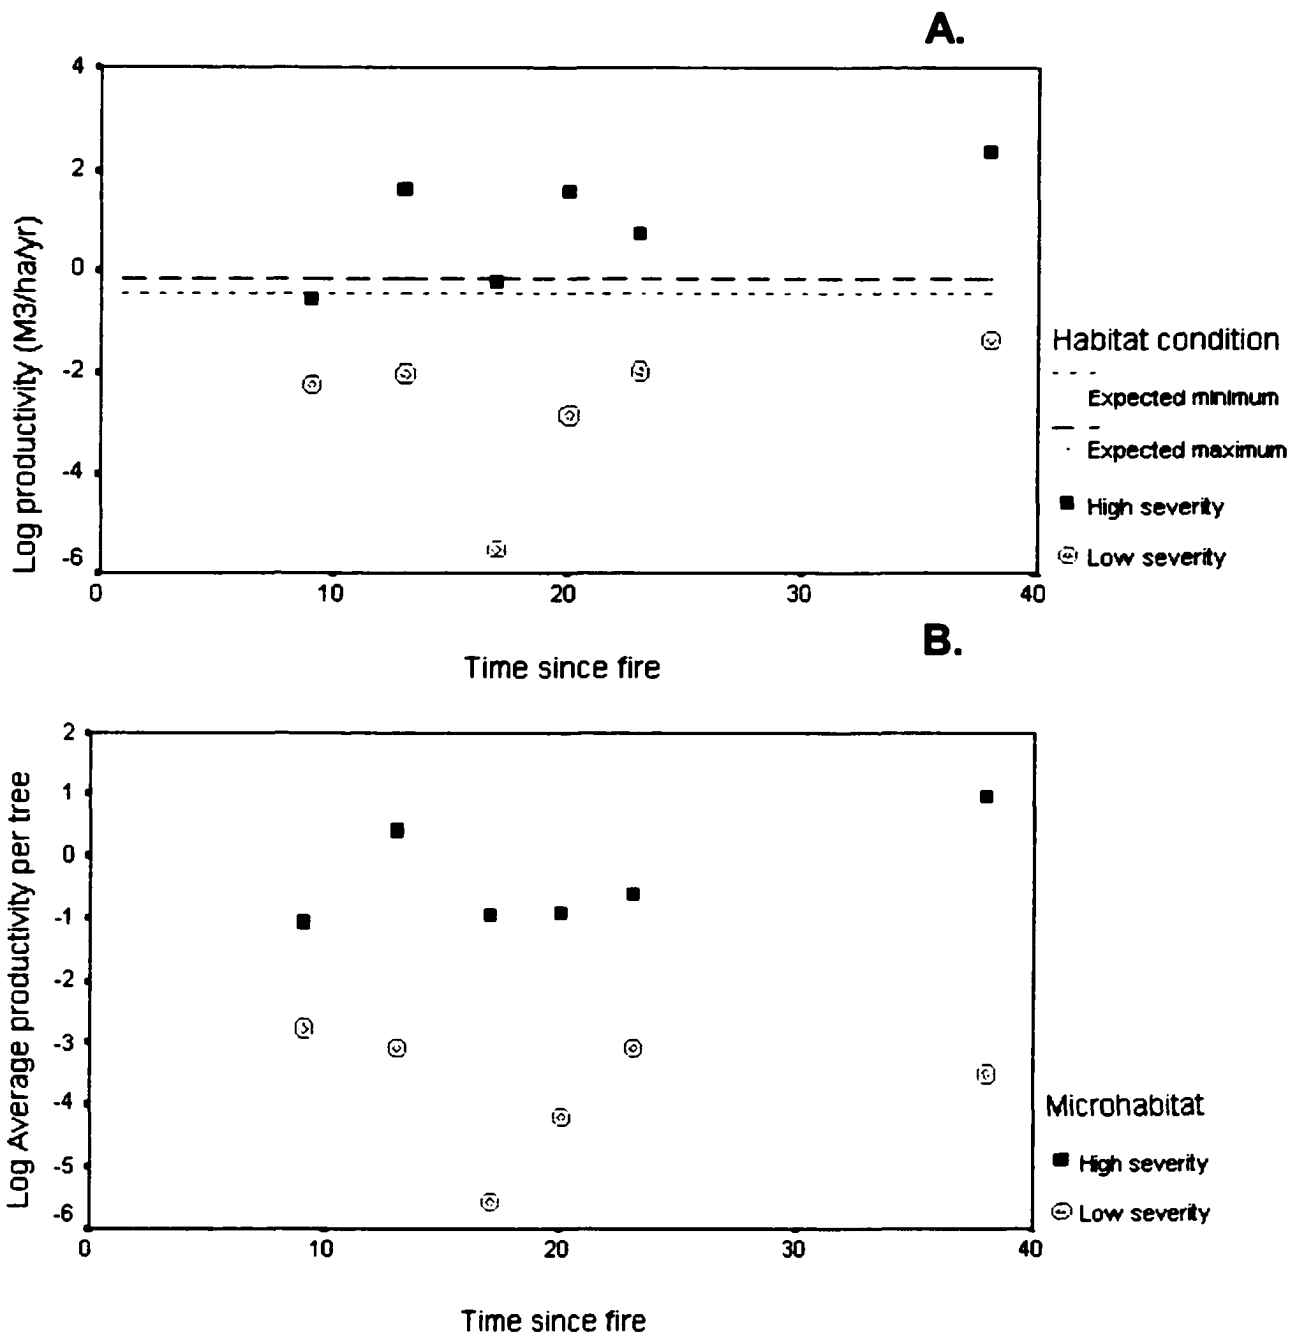 A.
4
2
0
-2
-4
-6
Log productivity (M3/ha/yr)
0 10 20 30 40
Time since fire
Habitat condition
Expected minimum
Expected maximum
High severity
Low severity
B.
2
1
0
-1
-2
-3
-4
-5
-6
Log Average productivity per tree
0 10 20 30 40
Time since fire
Microhabitat
High severity
Low severity